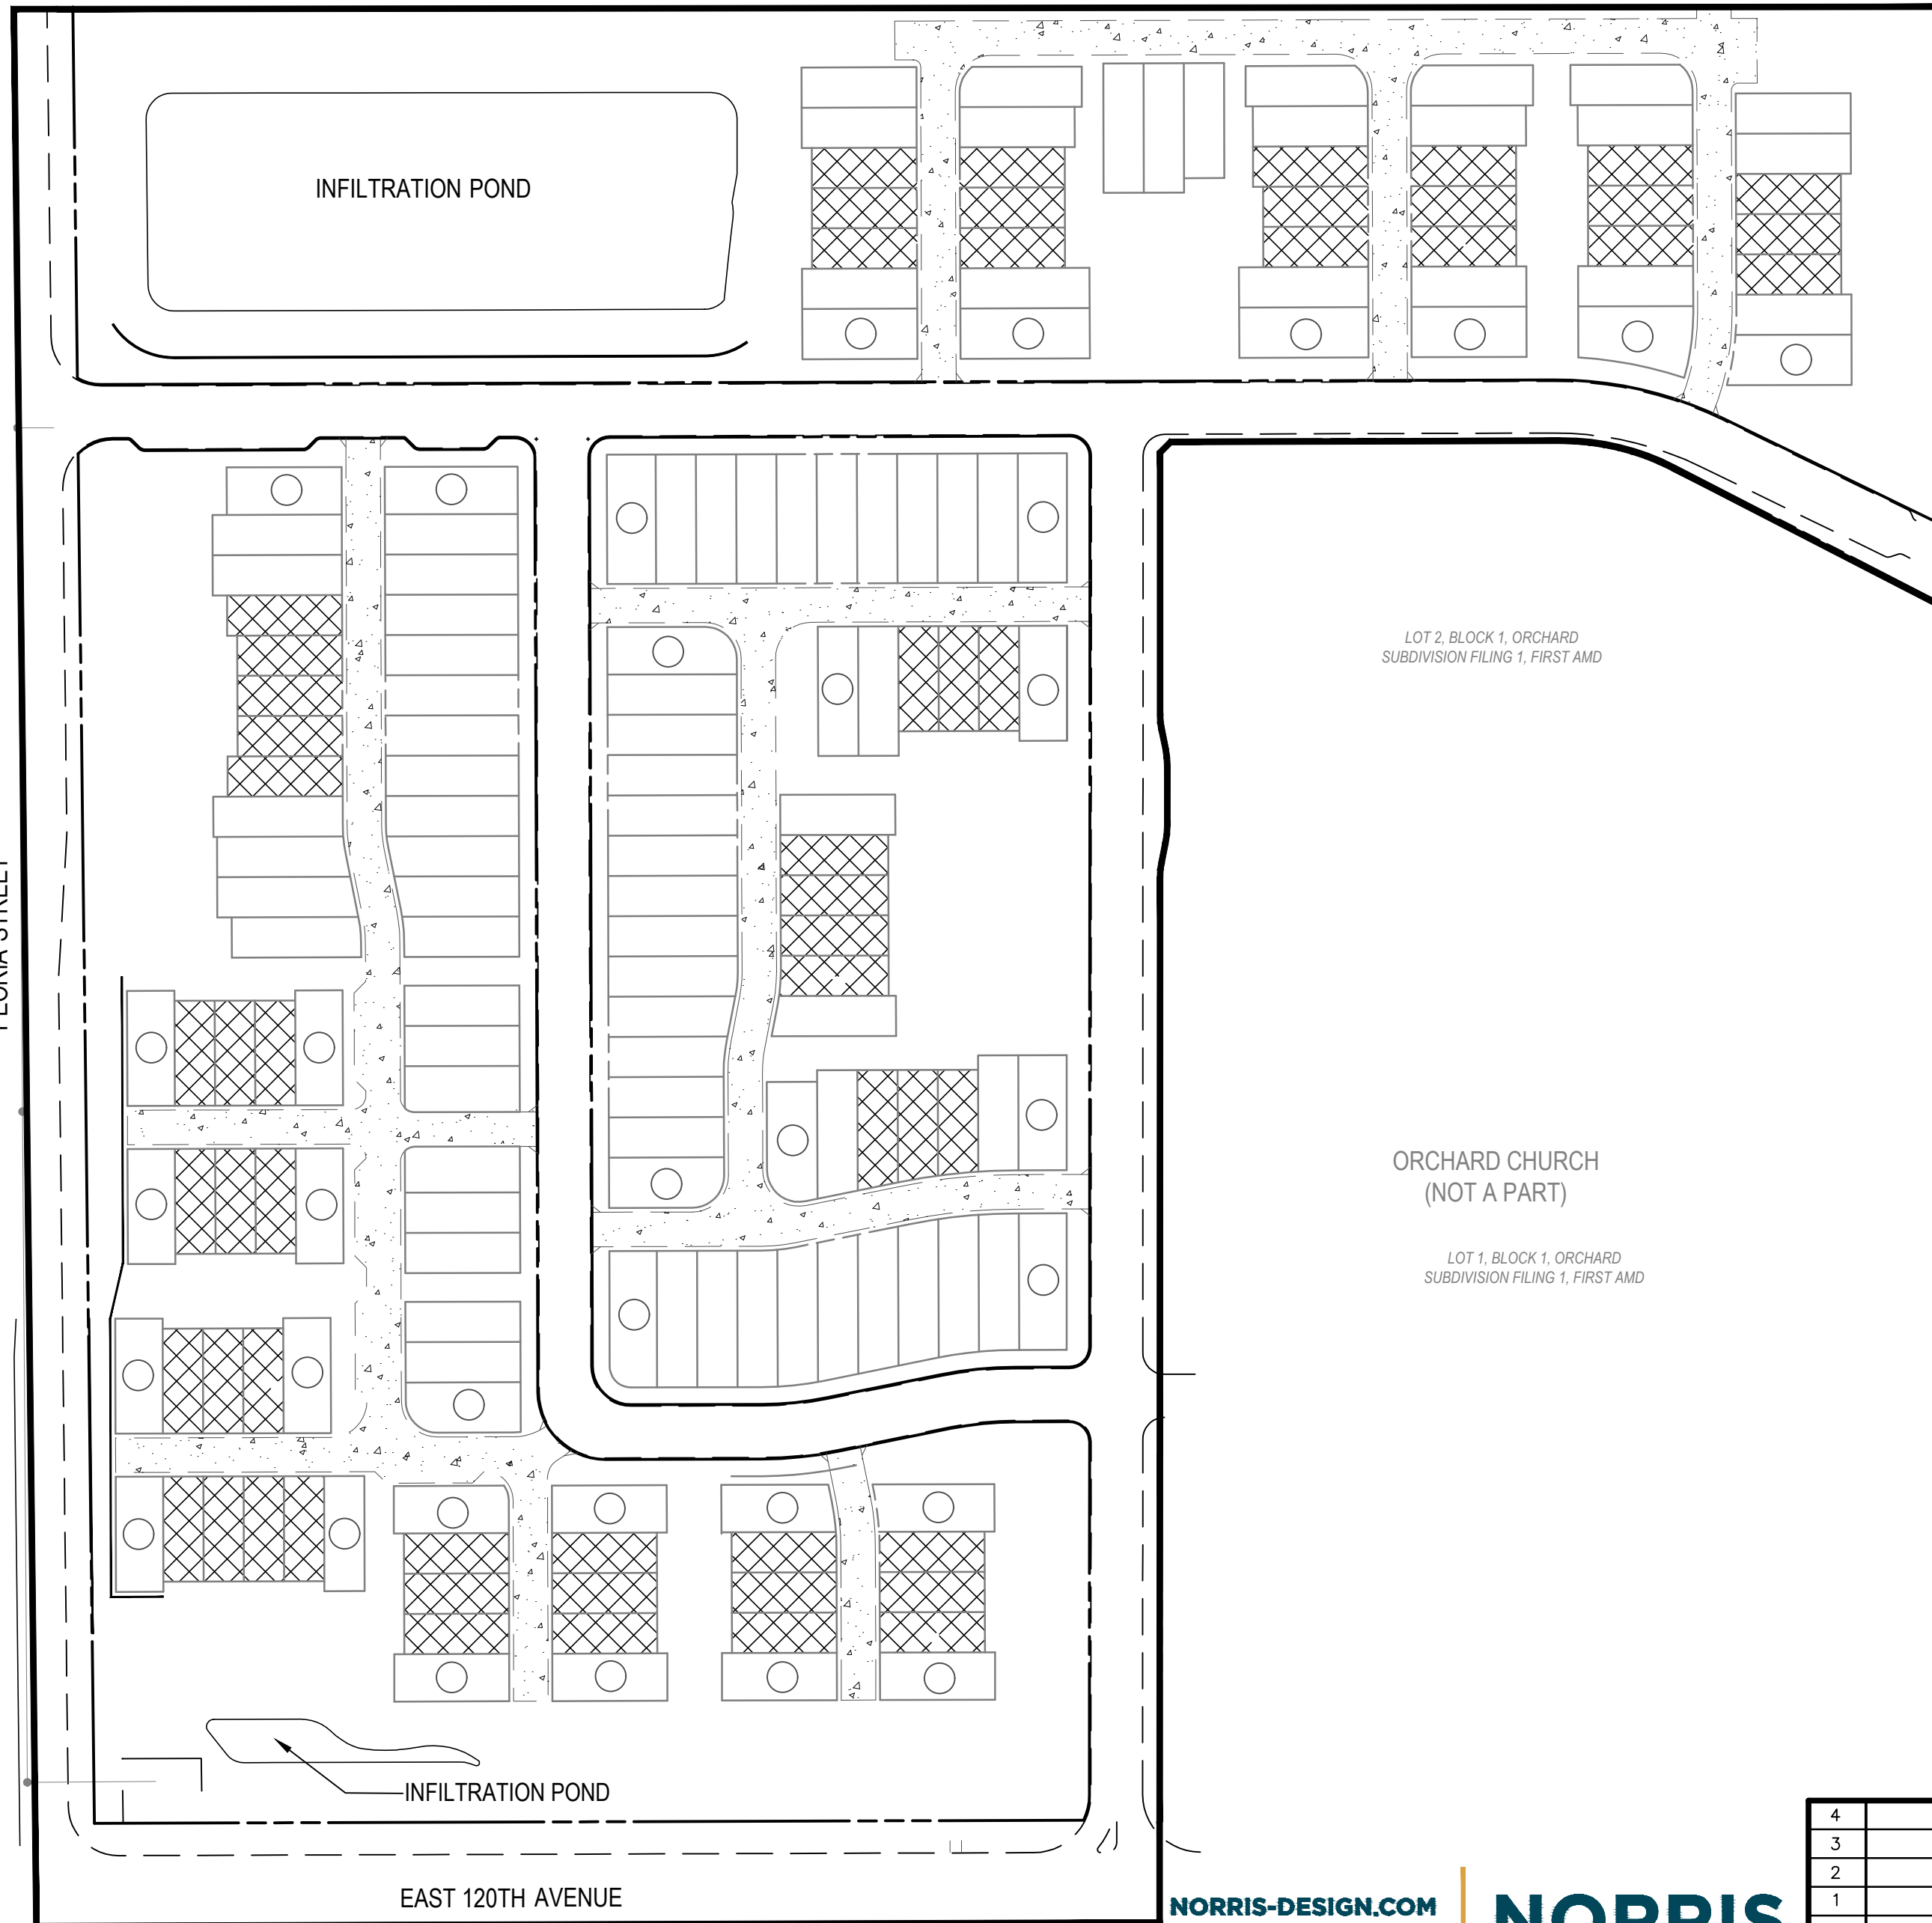 INFILTRATION POND
LOT 2, BLOCK 1, ORCHARD
SUBDIVISION FILING 1, FIRST AMD
ORCHARD CHURCH
(NOT A PART)
LOT 1, BLOCK 1, ORCHARD
SUBDIVISION FILING 1, FIRST AMD
INFILTRATION POND
EAST 120TH AVENUE
NORRIS-DESIGN.COM
NORRIS
4
3
2
1